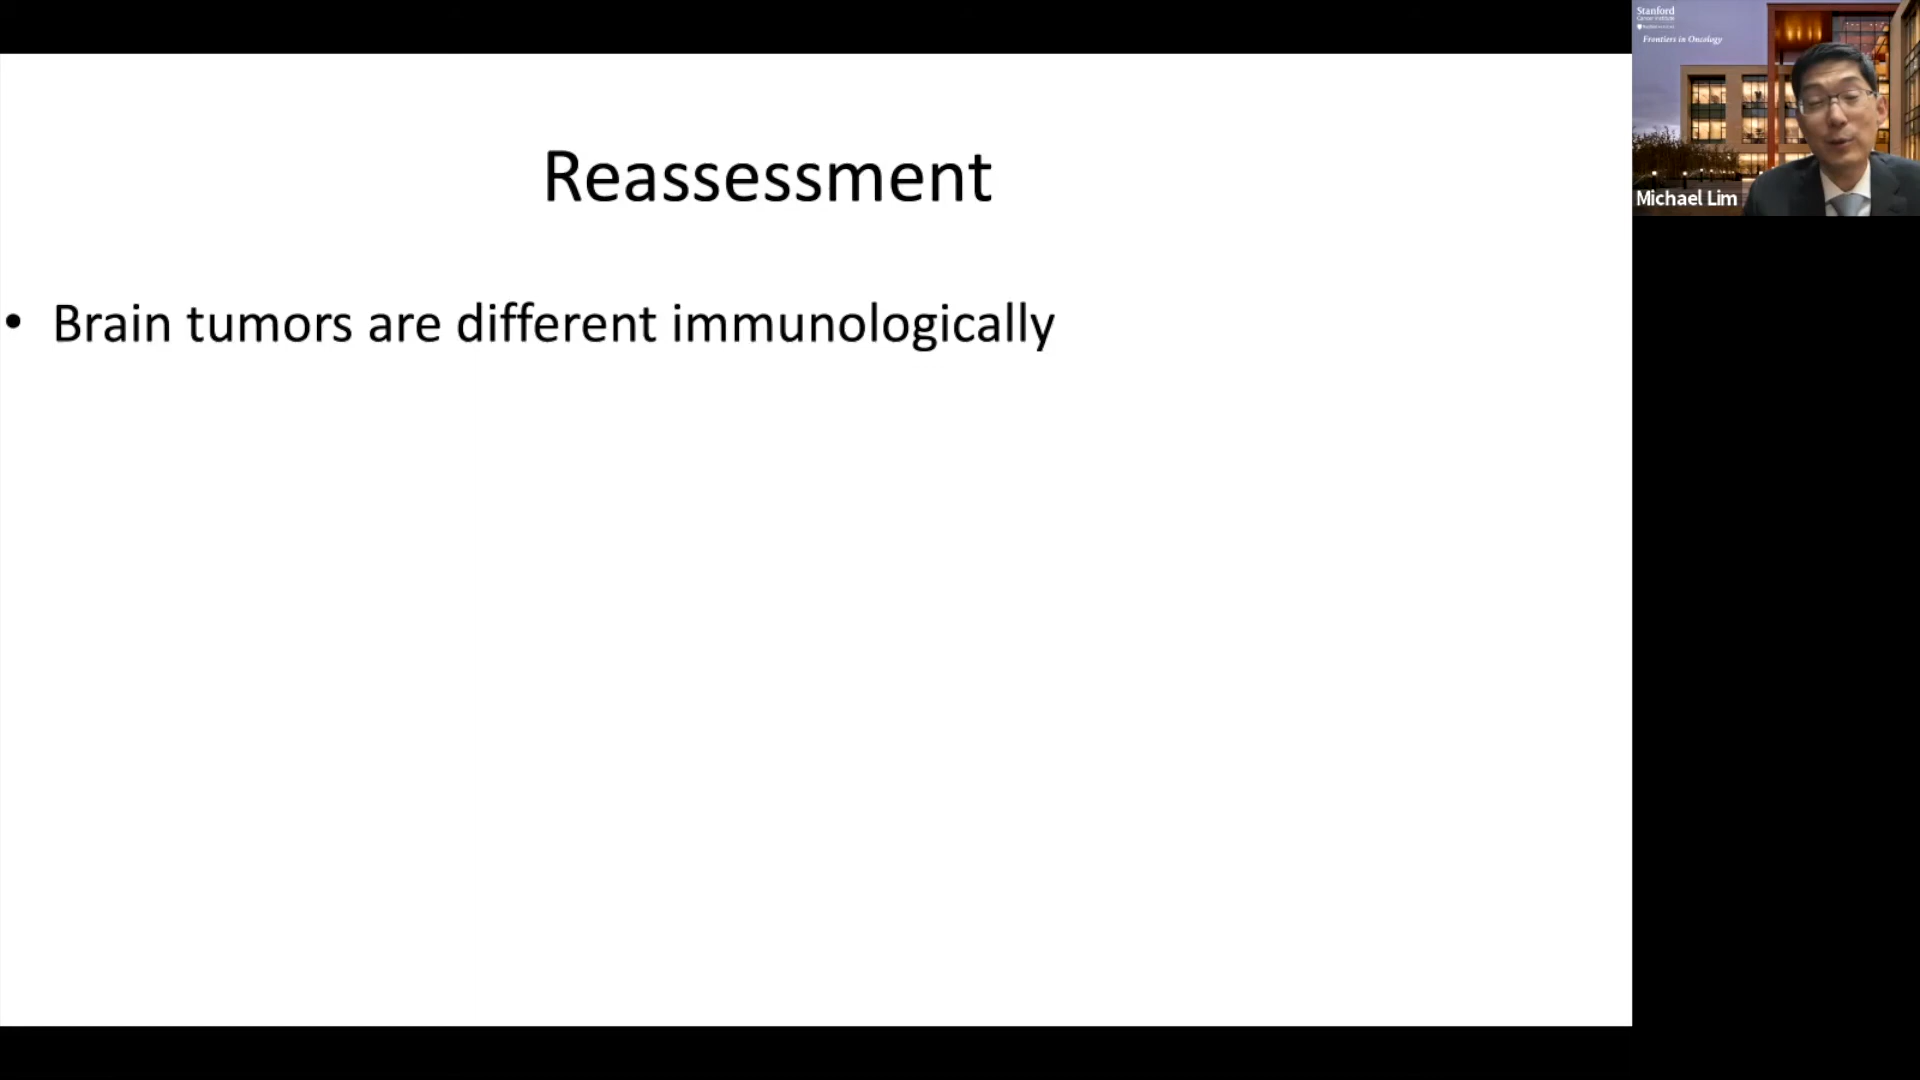 Reassessment
• Brain tumors are different immunologically
Stanford
Cancer Institute
Frontiers in Oncology
Michael Lim